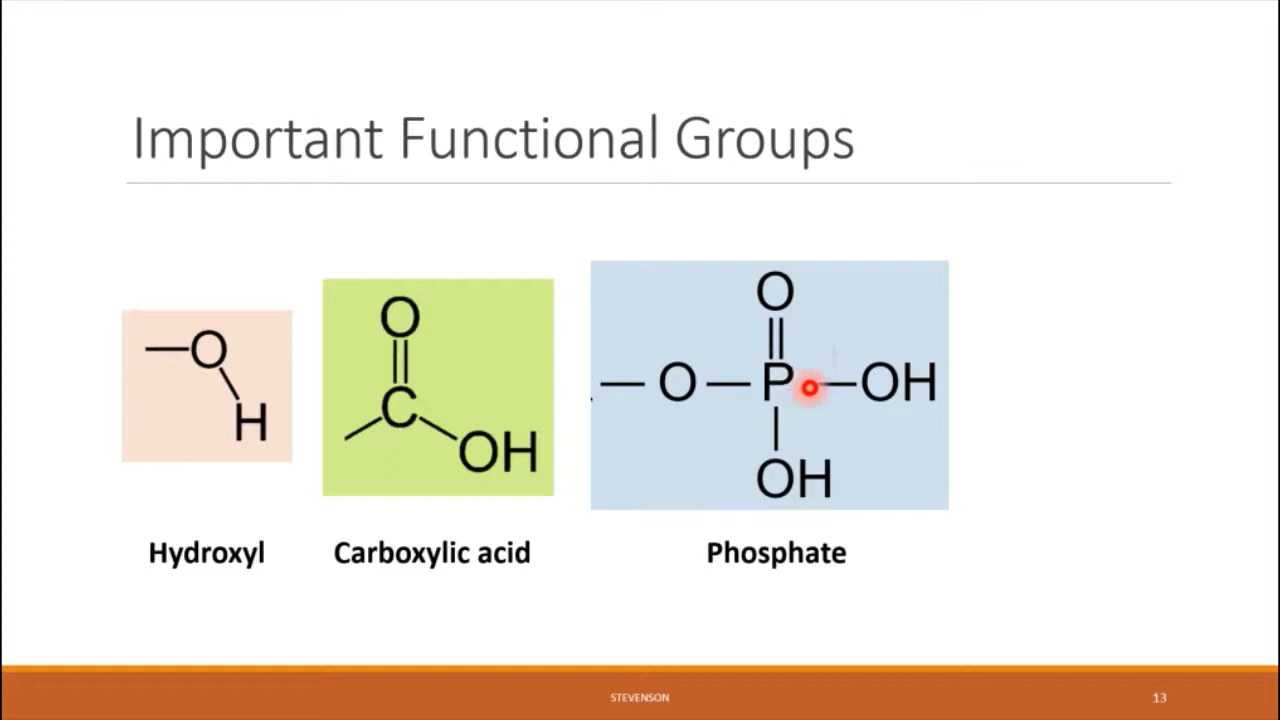 Important Functional Groups
O
H
O
C
OH
O
O P OH
OH
Hydroxyl
Carboxylic acid
Phosphate
STEVENSON
13